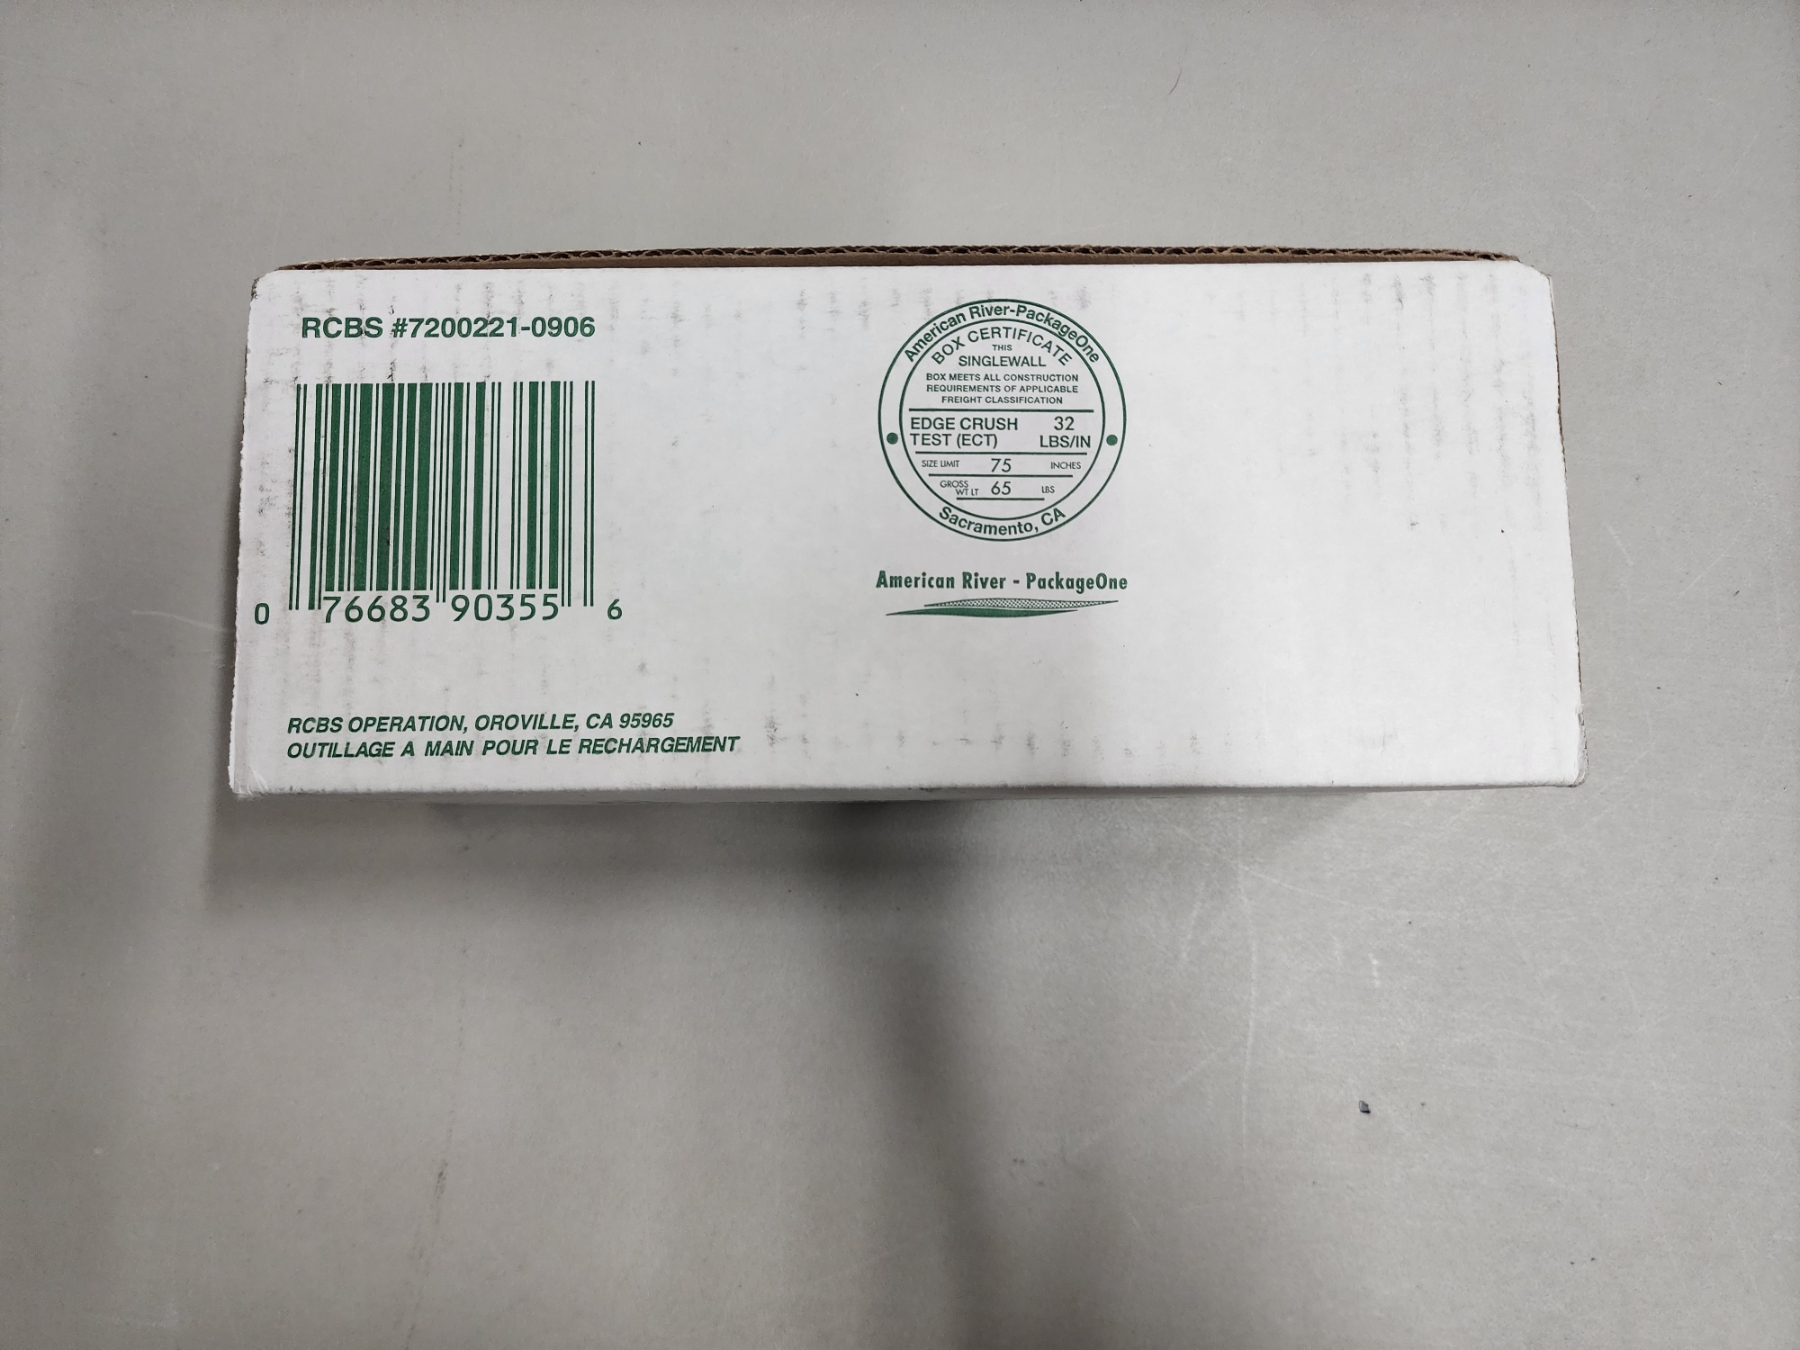 RCBS #7200221-0906
0 76683 90355 6
RCBS OPERATION, OROVILLE, CA 95965
OUTILLAGE A MAIN POUR LE RECHARGEMENT
American River-PackageOne
BOX CERTIFICATE
THIS
SINGLEWALL
BOX MEETS ALL CONSTRUCTION
REQUIREMENTS OF APPLICABLE
FREIGHT CLASSIFICATION
EDGE CRUSH 32
TEST (ECT) LBS/IN
SIZE LIMIT 75 INCHES
GROSS
WT LT 65 LBS
Sacramento, CA
American River - PackageOne